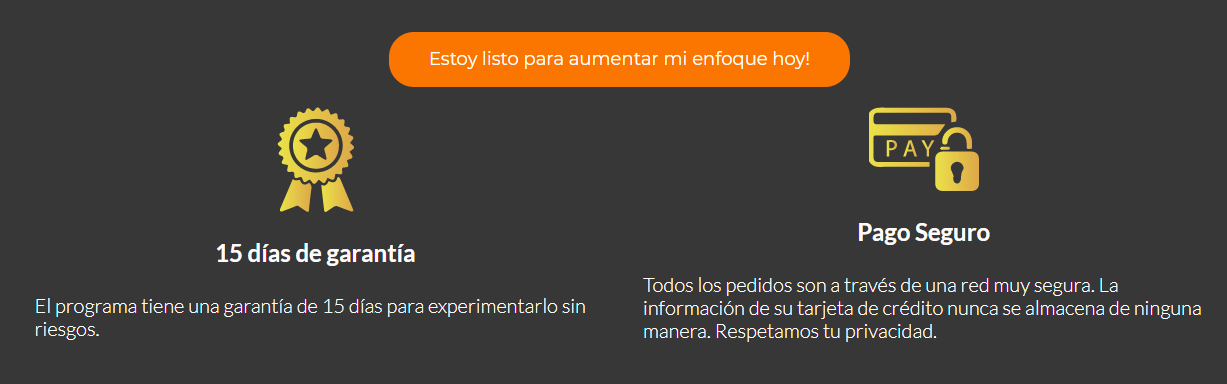 Estoy listo para aumentar mi enfoque hoy!
15 días de garantía
El programa tiene una garantía de 15 días para experimentarlo sin
riesgos.
PAY
Pago Seguro
Todos los pedidos son a través de una red muy segura. La
información de su tarjeta de crédito nunca se almacena de ninguna
manera. Respetamos tu privacidad.